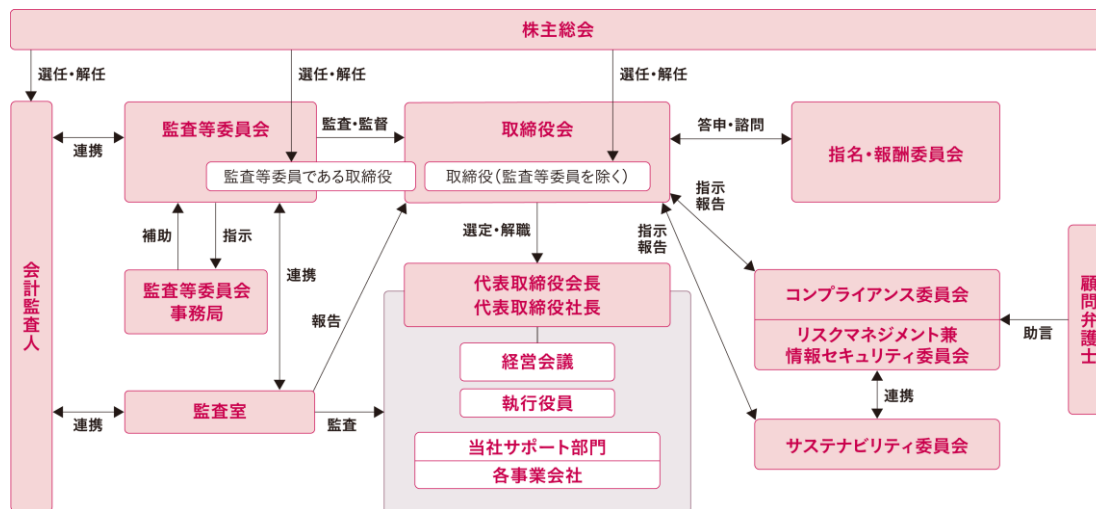 株主総会
選任・解任
選任・解任
選任・解任
監査等委員会
監査・監督
取締役会
答申・諮問
指名・報酬委員会
連携
監査等委員である取締役
取締役(監査等委員を除く)
指示
報告
補助
指示
連携
選定・解職
指示
報告
会計監査人
監査等委員会
事務局
報告
代表取締役会長
代表取締役社長
コンプライアンス委員会
リスクマネジメント兼
情報セキュリティ委員会
助言
顧問弁護士
経営会議
連携
監査室
監査
執行役員
連携
当社サポート部門
各事業会社
サステナビリティ委員会